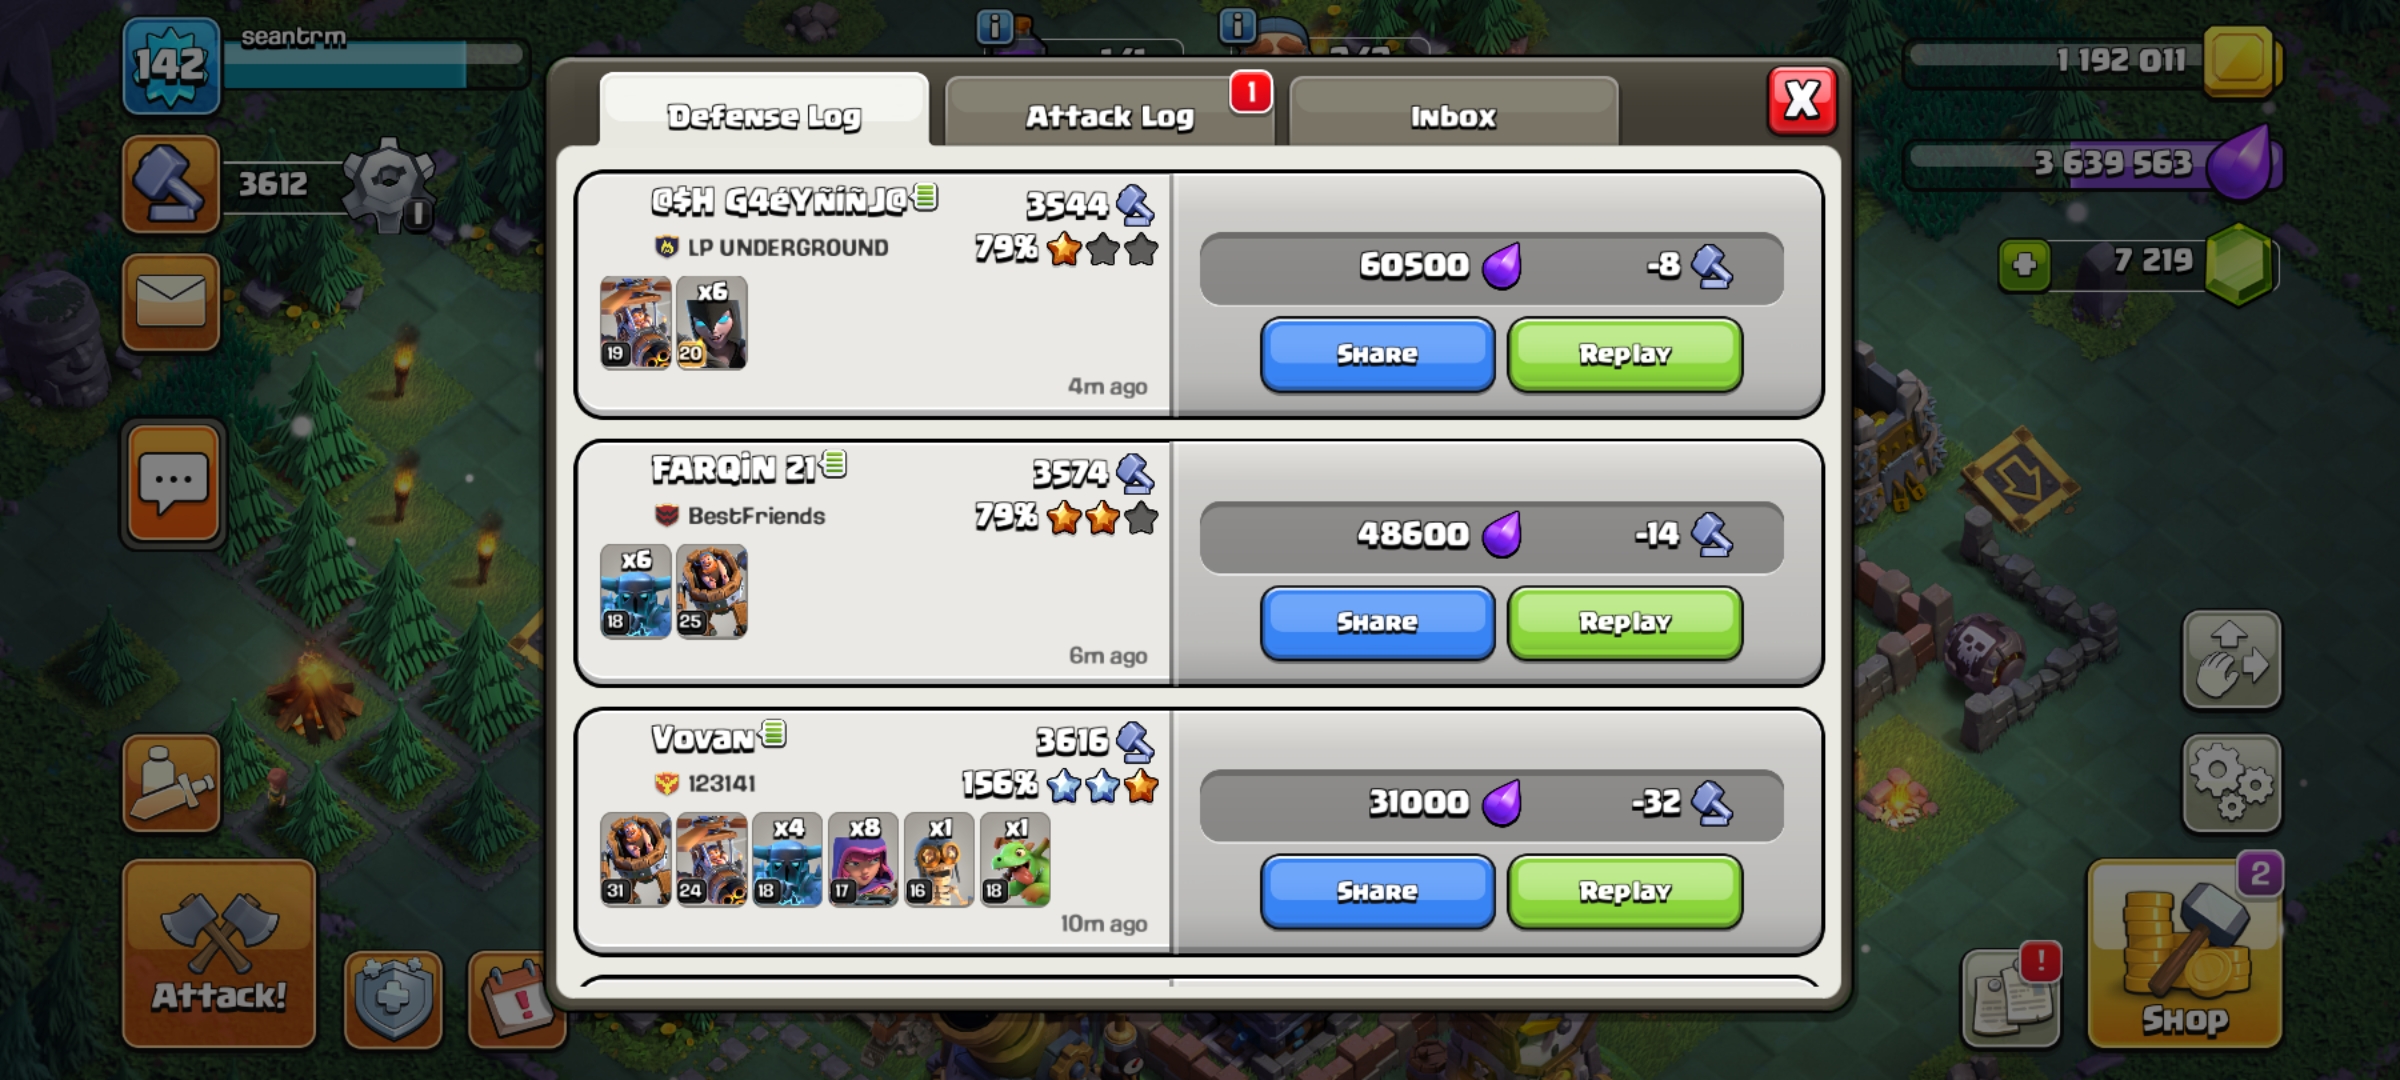 142
seantrm
3612
I
1 192 011
3 639 563
7 219
Defense Log
Attack Log
1
Inbox
X
@$H G4éYÑíÑJ@
3544
LP UNDERGROUND
79%
x6
19
20
4m ago
60500
-8
Share
Replay
FARQİN 21
3574
BestFriends
79%
x6
18
25
6m ago
48600
-14
Share
Replay
Vovan
3616
123141
156%
x4
x8
x1
x1
31
24
18
17
16
18
10m ago
31000
-32
Share
Replay
Attack!
2
Shop